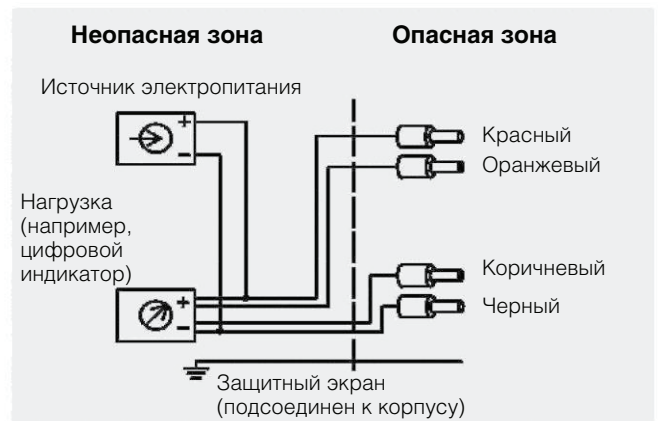 Неопасная зона
Опасная зона
Источник электропитания
+
–
Красный
Оранжевый
Нагрузка
(например,
цифровой
индикатор)
+
–
Коричневый
Черный
Защитный экран
(подсоединен к корпусу)